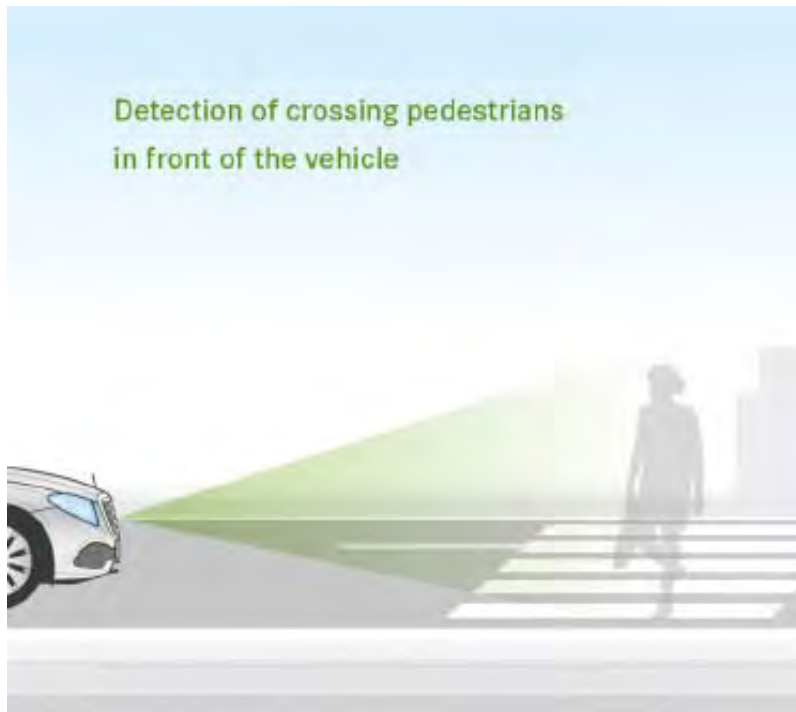 Detection of crossing pedestrians
in front of the vehicle